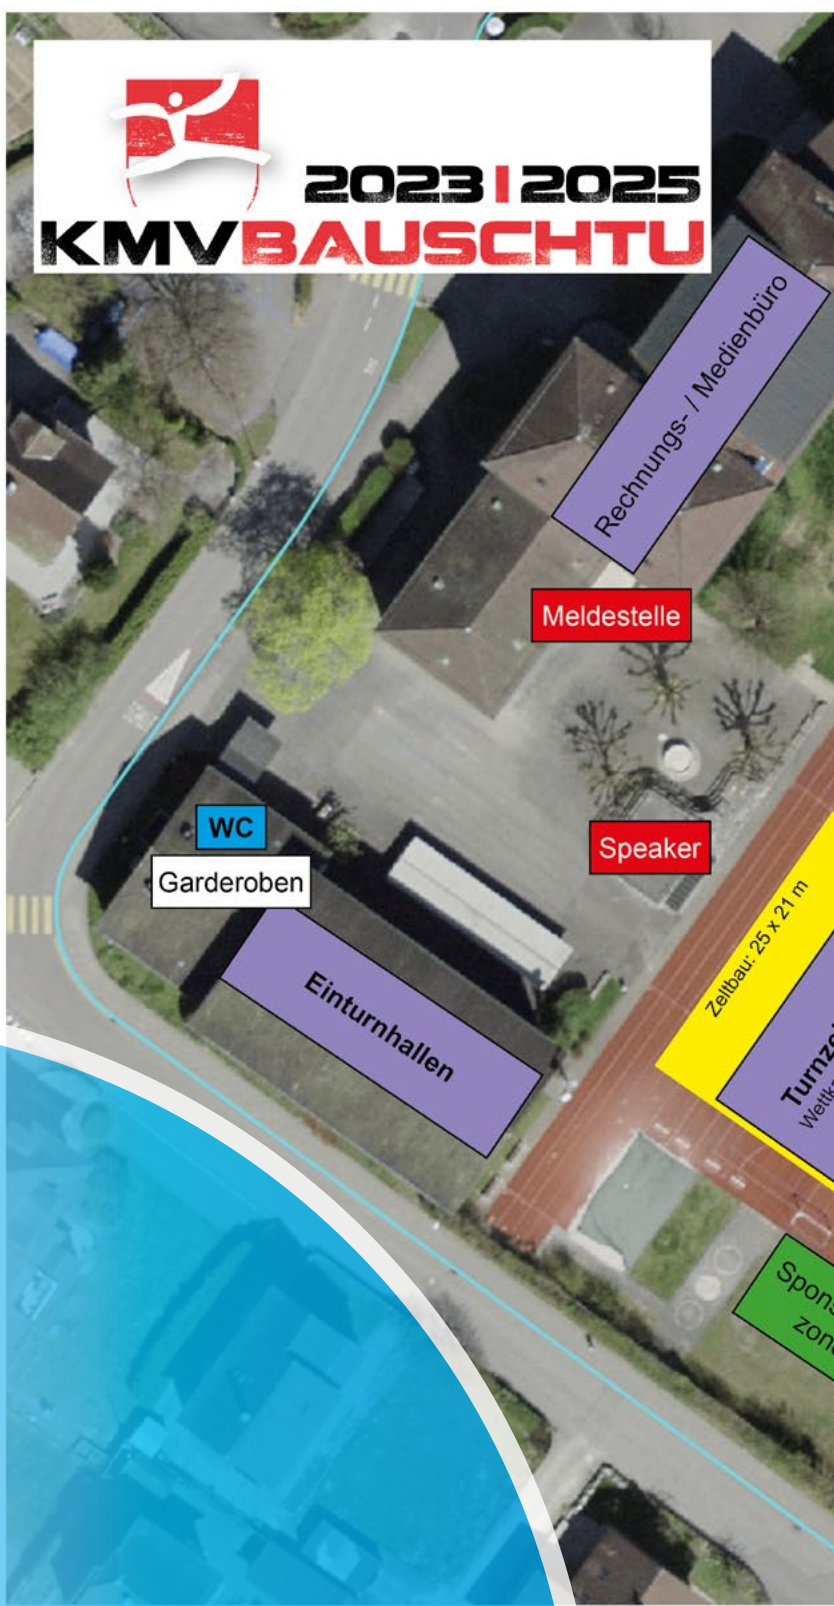 2023 | 2025
KMVBAUSCHTU
Rechnungs- / Medienbüro
Meldestelle
WC
Garderoben
Speaker
Einturnhallen
Zeltbau: 25 x 21 m